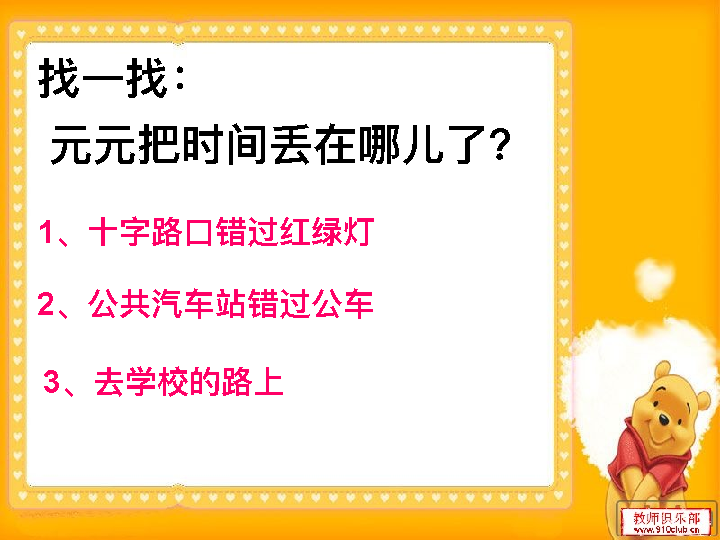 找一找：
元元把时间丢在哪儿了?
1、十字路口错过红绿灯
2、公共汽车站错过公车
3、去学校的路上
教师俱乐部
www.910club.cn